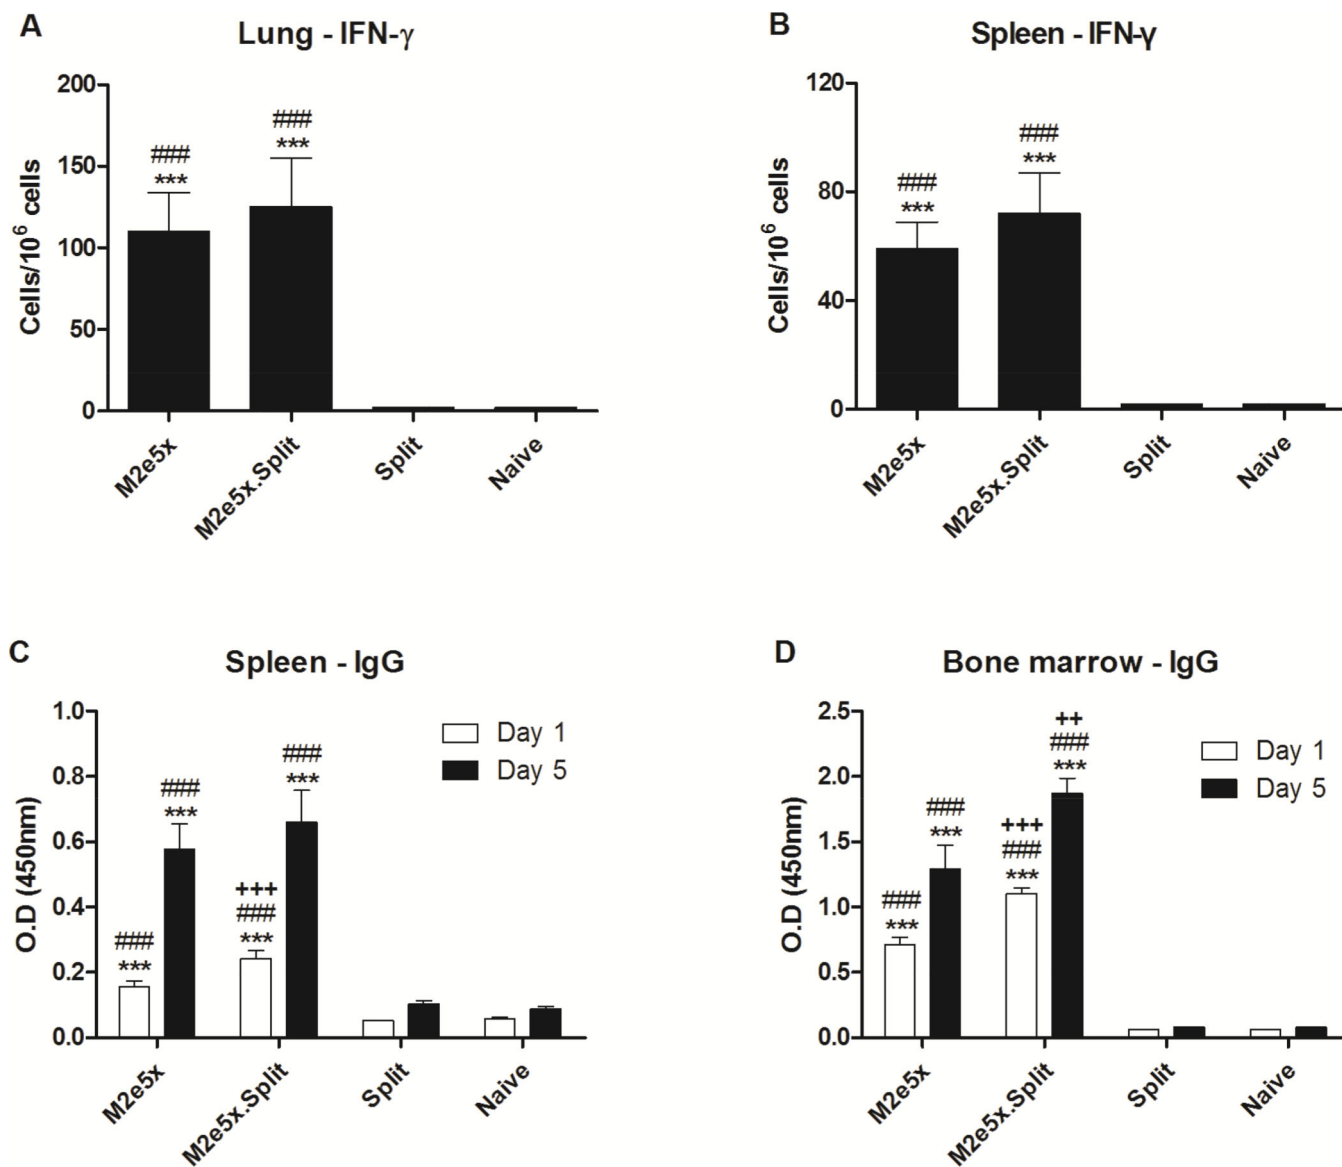 A
Lung - IFN-γ
200
150
100
50
0
Cells/10⁶ cells
###
***
###
***
M2e5x
M2e5x.Split
Split
Naive
B
Spleen - IFN-γ
120
80
40
0
Cells/10⁶ cells
###
***
###
***
M2e5x
M2e5x.Split
Split
Naive
C
Spleen - IgG
1.0
0.8
0.6
0.4
0.2
0.0
O.D (450nm)
Day 1
Day 5
###
***
###
***
+++
###
***
###
***
M2e5x
M2e5x.Split
Split
Naive
D
Bone marrow - IgG
2.5
2.0
1.5
1.0
0.5
0.0
O.D (450nm)
Day 1
Day 5
###
***
###
***
+++
###
***
++
###
***
M2e5x
M2e5x.Split
Split
Naive